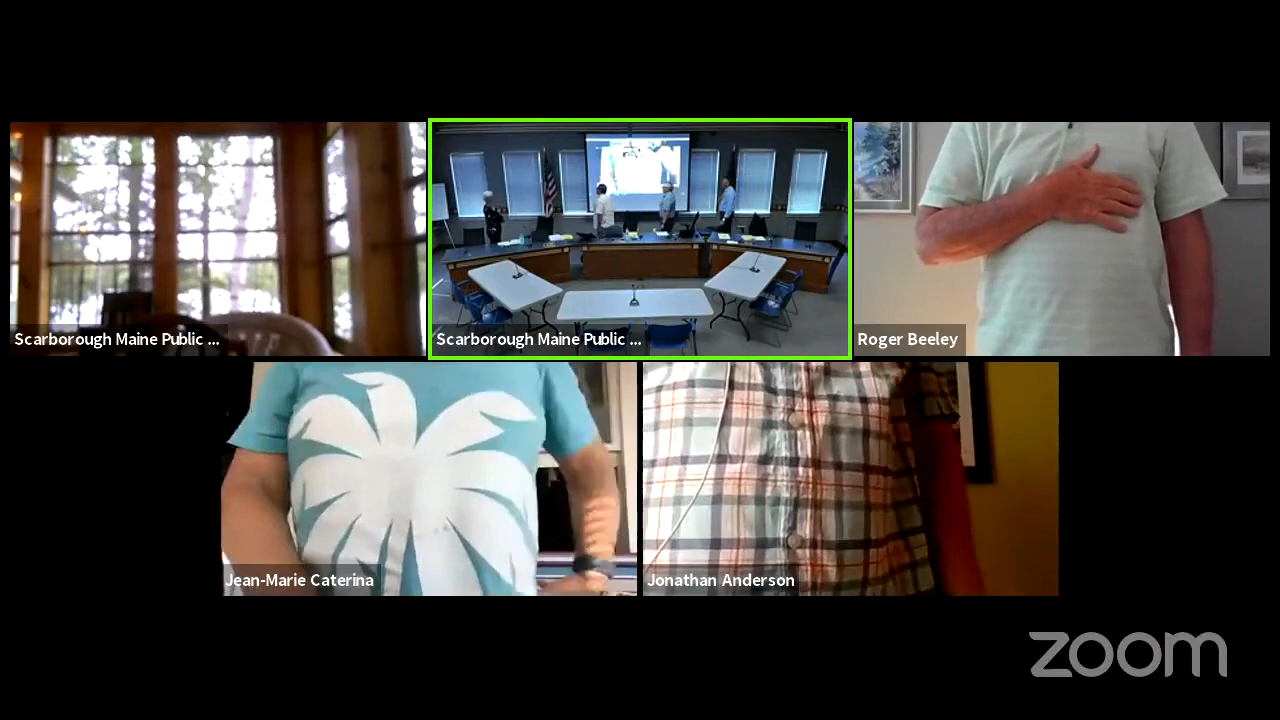 Scarborough Maine Public ...
Scarborough Maine Public ...
Roger Beeley
Jean-Marie Caterina
Jonathan Anderson
zoom